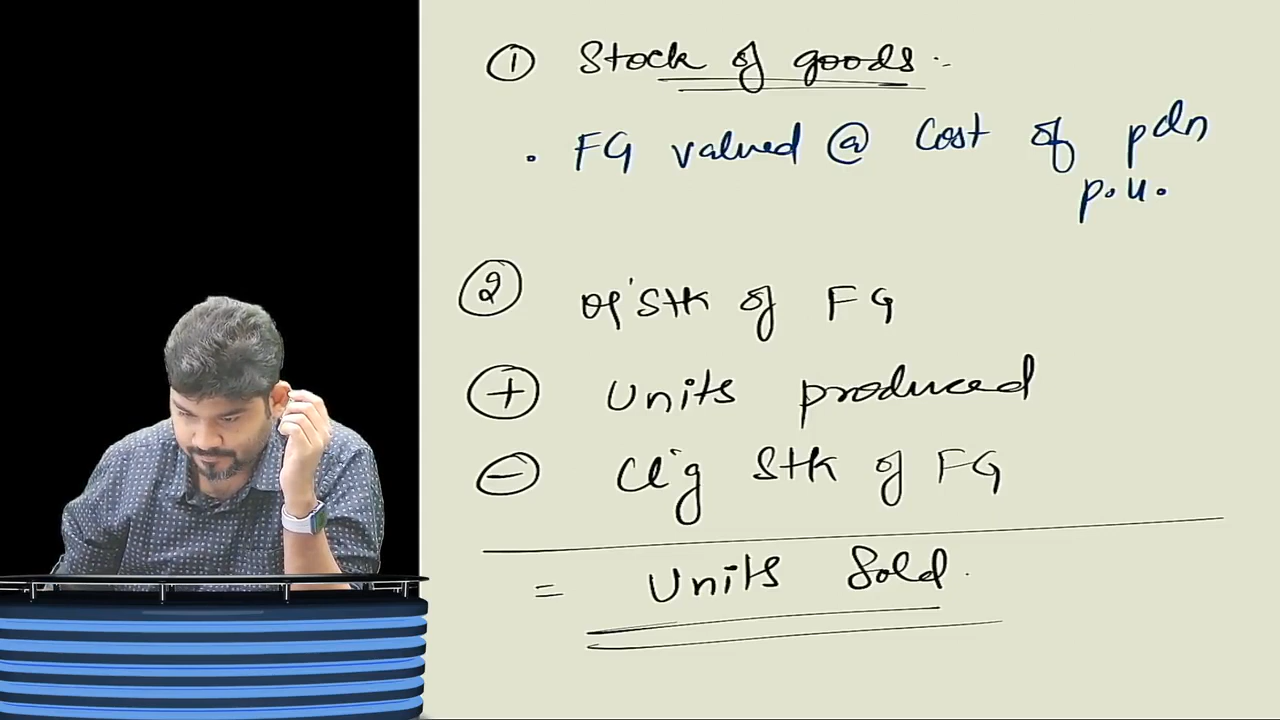 ① Stock of goods :-
• FG valued @ Cost of pdn
p.u.
② Op' Stk of FG
⊕ Units produced
⊖ Cl'g Stk of FG
= Units Sold.